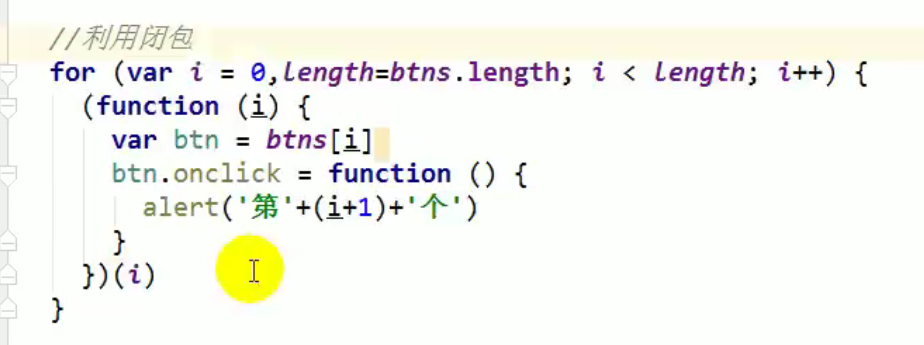 //利用闭包
for (var i = 0,length=btns.length; i < length; i++) {
(function (i) {
var btn = btns[i]
btn.onclick = function () {
alert('第'+(i+1)+'个')
}
})(i)
}